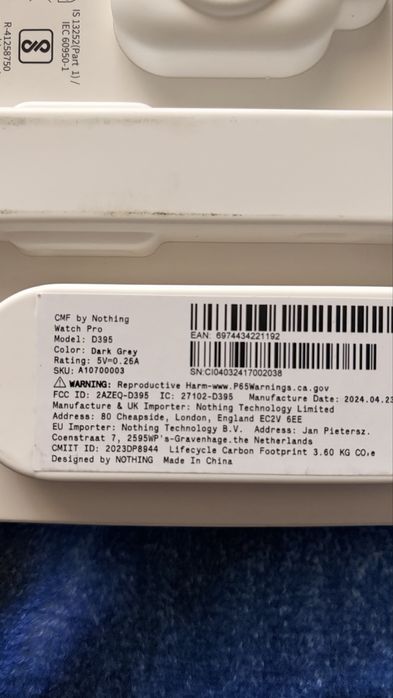 IS 13252(Part 1) /
IEC 60950-1
R-41258750
CMF by Nothing
Watch Pro
Model: D395
Color: Dark Grey
Rating: 5V⎓0.26A
SKU: A10700003
EAN: 6974434221192
SN:CI04032417002038
⚠ WARNING: Reproductive Harm-www.P65Warnings.ca.gov
FCC ID: 2AZEQ-D395 IC: 27102-D395 Manufacture Date: 2024.04.23
Manufacture & UK Importer: Nothing Technology Limited
Address: 80 Cheapside, London, England EC2V 6EE
EU Importer: Nothing Technology B.V. Address: Jan Pietersz.
Coenstraat 7, 2595WP's-Gravenhage.the Netherlands
CMIIT ID: 2023DP8944 Lifecycle Carbon Footprint 3.60 KG CO₂e
Designed by NOTHING Made In China